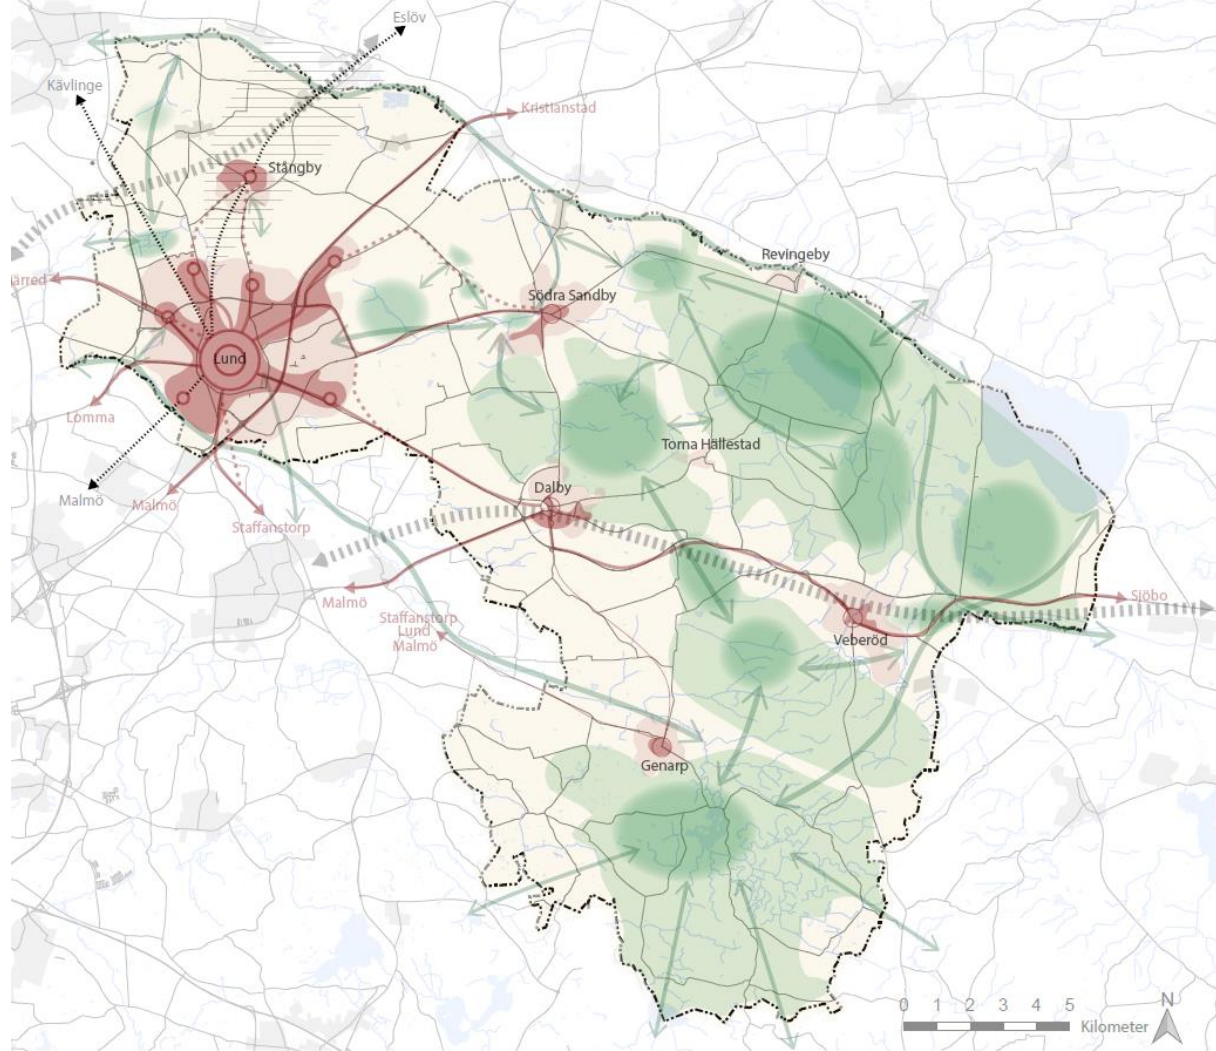 Eslöv
Kävlinge
Kristianstad
Stångby
Revingeby
ärred
Södra Sandby
Lund
Lomma
Torna Hällestad
Malmö
Malmö
Dalby
Staffanstorp
Malmö
Sjöbo
Staffanstorp
Lund
Malmö
Veberöd
Genarp
0 1 2 3 4 5
Kilometer
N